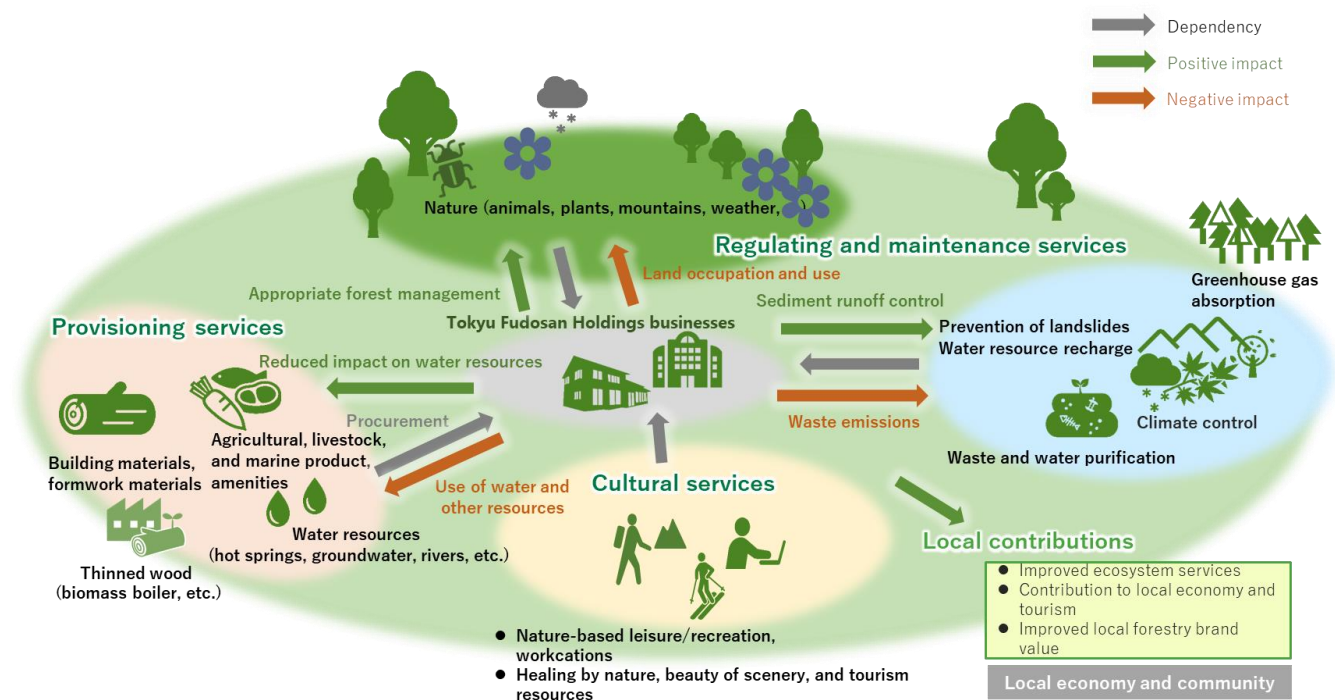 Dependency
Positive impact
Negative impact
Nature (animals, plants, mountains, weather,
Regulating and maintenance services
Land occupation and use
Appropriate forest management
Greenhouse gas
absorption
Sediment runoff control
Provisioning services
Tokyu Fudosan Holdings businesses
Prevention of landslides
Water resource recharge
Reduced impact on water resources
Procurement
Waste emissions
Climate control
Agricultural, livestock,
and marine product,
amenities
Building materials,
formwork materials
Waste and water purification
Use of water and
other resources
Cultural services
Water resources
(hot springs, groundwater, rivers, etc.)
Thinned wood
(biomass boiler, etc.)
Local contributions
● Improved ecosystem services
● Contribution to local economy and
tourism
● Improved local forestry brand
value
● Nature-based leisure/recreation,
workcations
● Healing by nature, beauty of scenery, and tourism
resources
Local economy and community